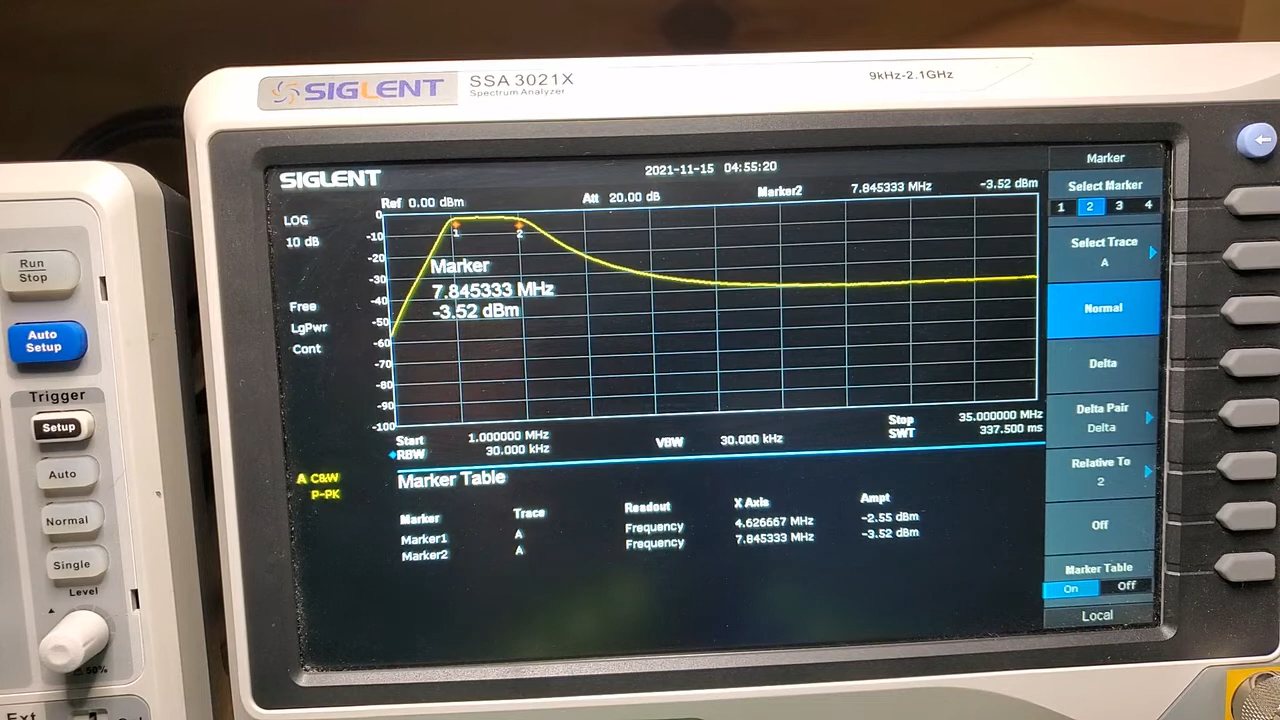 SIGLENT SSA 3021X 9kHz-2.1GHz
Spectrum Analyzer
SIGLENT 2021-11-15 04:55:20 Marker
Ref 0.00 dBm Att 20.00 dB Marker2 7.845333 MHz -3.52 dBm
LOG
10 dB
Free
LgPwr
Cont
0
-10
-20
-30
-40
-50
-60
-70
-80
-90
-100
1 2
Marker
7.845333 MHz
-3.52 dBm
Start 1.000000 MHz Stop 35.000000 MHz
RBW 30.000 kHz VBW 30.000 kHz SWT 337.500 ms
A C&W
P-PK
Marker Table
Marker Trace Readout X Axis Ampt
Marker1 A Frequency 4.626667 MHz -2.55 dBm
Marker2 A Frequency 7.845333 MHz -3.52 dBm
Select Marker
1 2 3 4
Select Trace
A
Normal
Delta
Delta Pair
Delta
Relative To
2
Off
Marker Table
On Off
Local
Run
Stop
Auto
Setup
Trigger
Setup
Auto
Normal
Single
Level
50%
Ext